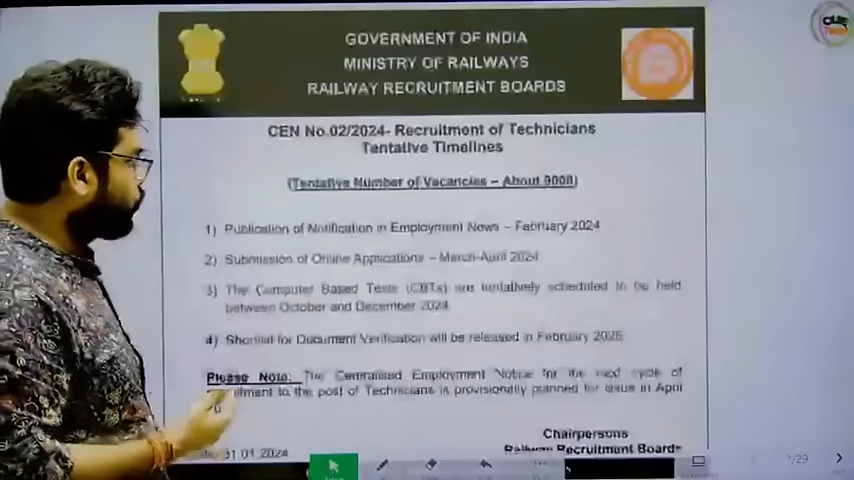 GOVERNMENT OF INDIA
MINISTRY OF RAILWAYS
RAILWAY RECRUITMENT BOARDS
CEN No.02/2024- Recruitment of Technicians
Tentative Timelines
(Tentative Number of Vacancies – About 9000)
1) Publication of Notification in Employment News – February 2024
2) Submission of Online Applications – March-April 2024
3) The Computer Based Tests (CBTs) are tentatively scheduled to be held
between October and December 2024
4) Shortlist for Document Verification will be released in February 2025
Please Note: The Centralised Employment Notice for the next cycle of
to the post of Technicians is provisionally planned for issue in April
Chairpersons
31.01.2024
Railway Recruitment Boards
/29